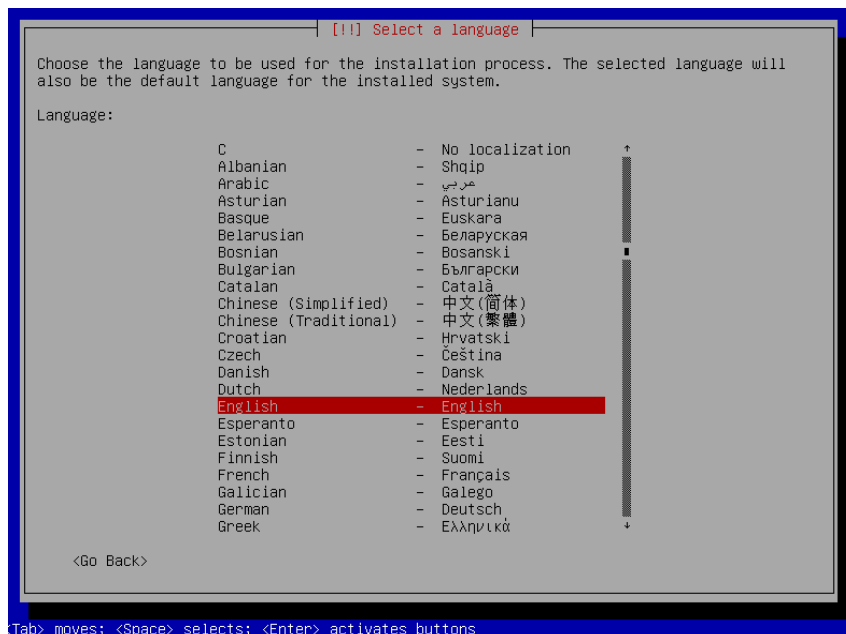 [!!] Select a language
Choose the language to be used for the installation process. The selected language will
also be the default language for the installed system.
Language:
C - No localization ↑
Albanian - Shqip
Arabic - عربي
Asturian - Asturianu
Basque - Euskara
Belarusian - Беларуская
Bosnian - Bosanski
Bulgarian - Български
Catalan - Català
Chinese (Simplified) - 中文(简体)
Chinese (Traditional) - 中文(繁體)
Croatian - Hrvatski
Czech - Čeština
Danish - Dansk
Dutch - Nederlands
English - English
Esperanto - Esperanto
Estonian - Eesti
Finnish - Suomi
French - Français
Galician - Galego
German - Deutsch
Greek - Ελληνικά ↓
<Go Back>
<Tab> moves; <Space> selects; <Enter> activates buttons